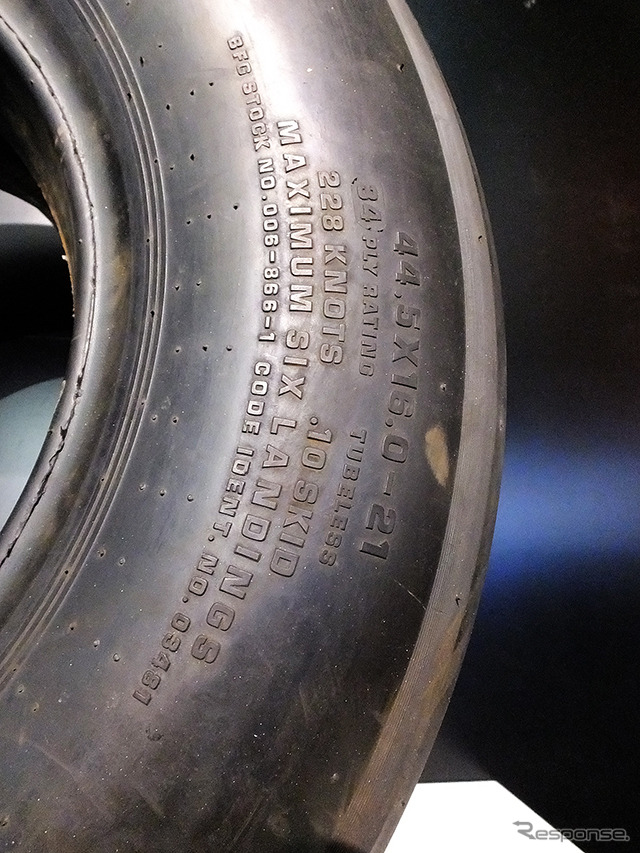 44.5X16.0-21
34 PLY RATING TUBELESS
228 KNOTS .10 SKID
MAXIMUM SIX LANDINGS
BFG STOCK NO. 006-866-1 CODE IDENT. NO. 03481
Response.